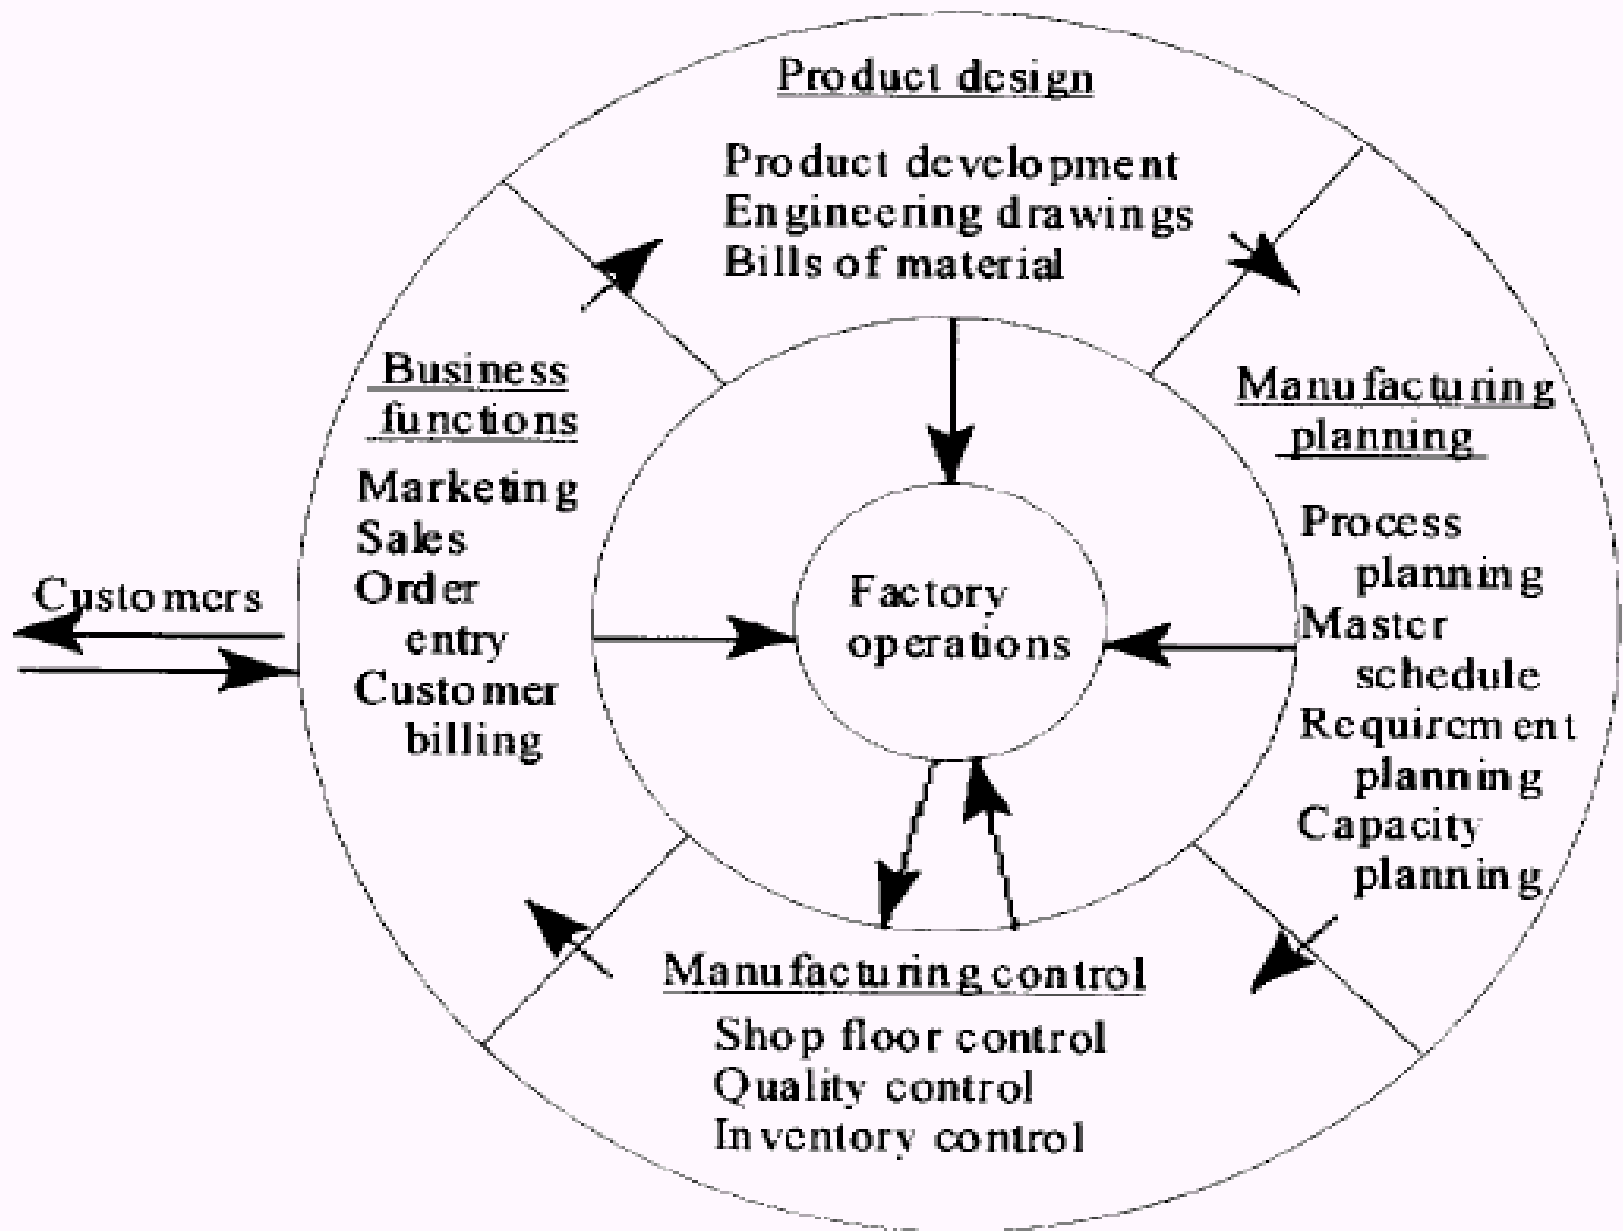 Product design
Product development
Engineering drawings
Bills of material
Business
functions
Marketing
Sales
Order
entry
Customer
billing
Customers
Factory
operations
Manufacturing
planning
Process
planning
Master
schedule
Requirement
planning
Capacity
planning
Manufacturing control
Shop floor control
Quality control
Inventory control